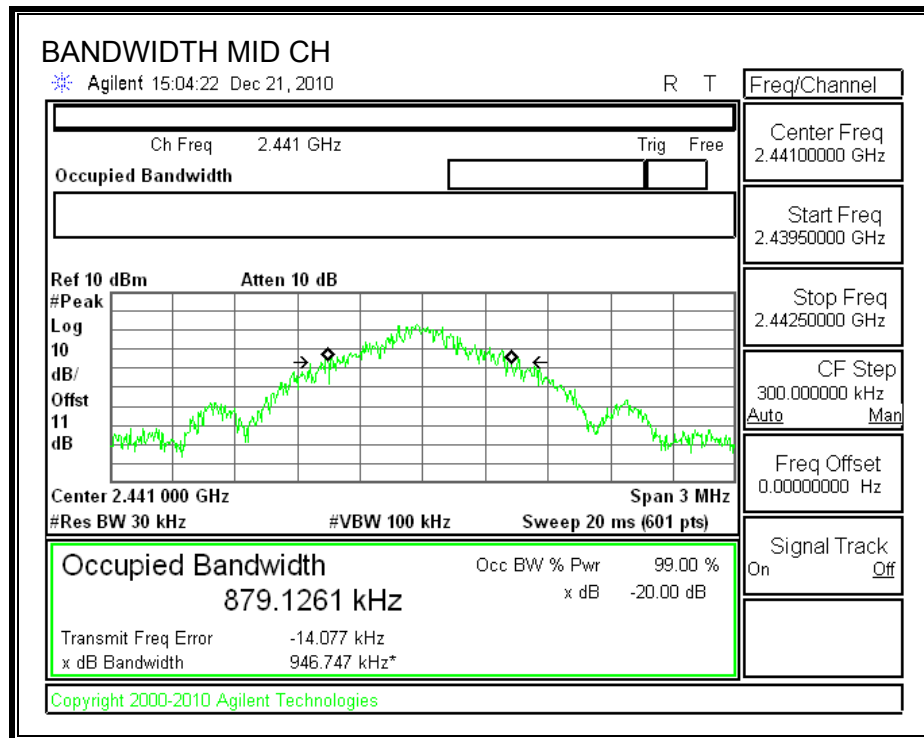 BANDWIDTH MID CH
Agilent 15:04:22 Dec 21, 2010 R T
Freq/Channel
Ch Freq 2.441 GHz Trig Free
Occupied Bandwidth
Center Freq
2.44100000 GHz
Start Freq
2.43950000 GHz
Stop Freq
2.44250000 GHz
CF Step
300.000000 kHz
Auto Man
Freq Offset
0.00000000 Hz
Signal Track
On Off
Ref 10 dBm Atten 10 dB
#Peak
Log
10
dB/
Offst
11
dB
Center 2.441 000 GHz Span 3 MHz
#Res BW 30 kHz #VBW 100 kHz Sweep 20 ms (601 pts)
Occupied Bandwidth Occ BW % Pwr 99.00 %
879.1261 kHz x dB -20.00 dB
Transmit Freq Error -14.077 kHz
x dB Bandwidth 946.747 kHz*
Copyright 2000-2010 Agilent Technologies